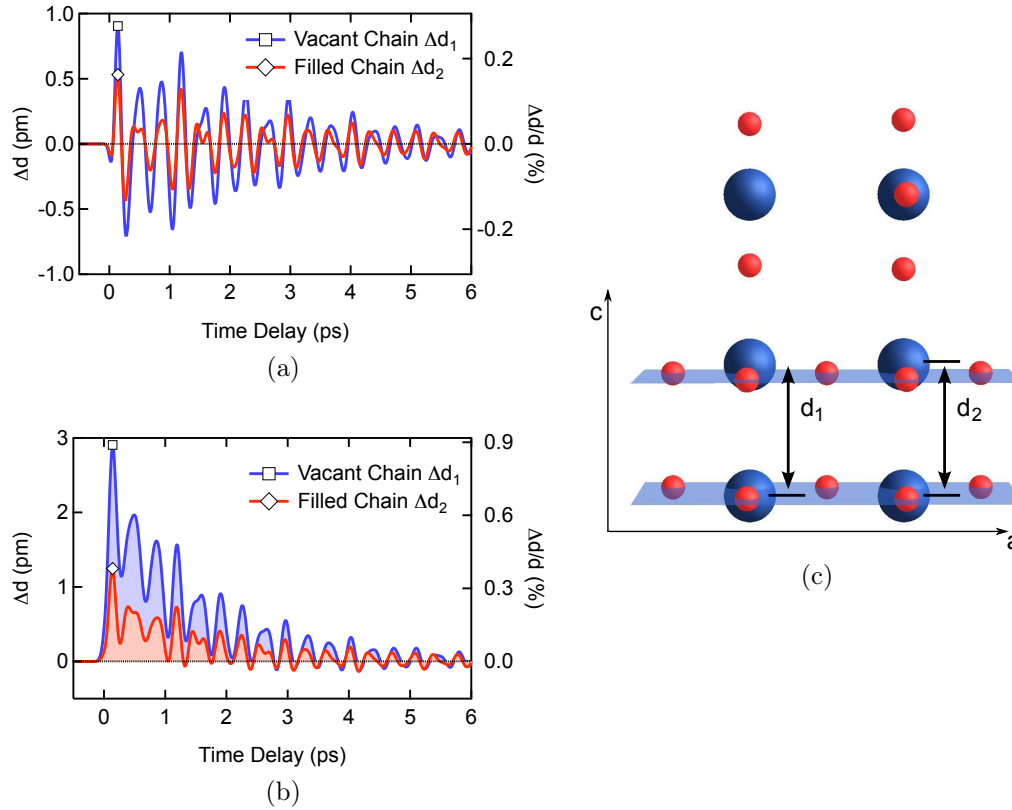 (a)
1.0
0.5
0.0
-0.5
-1.0
Δd (pm)
0.2
0.0
-0.2
Δd/d (%)
Vacant Chain Δd₁
Filled Chain Δd₂
0 1 2 3 4 5 6
Time Delay (ps)
(a)
3
2
1
0
Δd (pm)
0.9
0.6
0.3
0.0
Δd/d (%)
Vacant Chain Δd₁
Filled Chain Δd₂
0 1 2 3 4 5 6
Time Delay (ps)
(b)
c
d₁
d₂
a
(c)